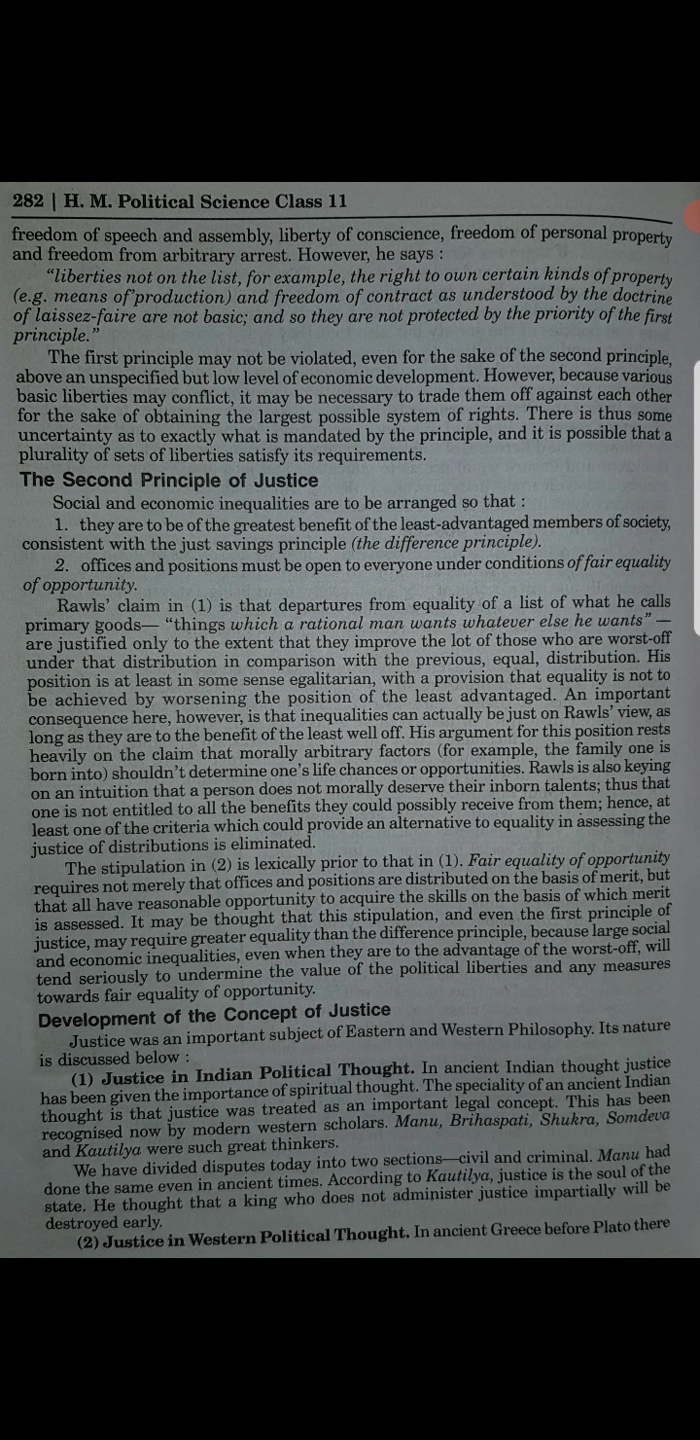 282 | H. M. Political Science Class 11
freedom of speech and assembly, liberty of conscience, freedom of personal property
and freedom from arbitrary arrest. However, he says :
“liberties not on the list, for example, the right to own certain kinds of property
(e.g. means of production) and freedom of contract as understood by the doctrine
of laissez-faire are not basic; and so they are not protected by the priority of the first
principle.”
The first principle may not be violated, even for the sake of the second principle,
above an unspecified but low level of economic development. However, because various
basic liberties may conflict, it may be necessary to trade them off against each other
for the sake of obtaining the largest possible system of rights. There is thus some
uncertainty as to exactly what is mandated by the principle, and it is possible that a
plurality of sets of liberties satisfy its requirements.
The Second Principle of Justice
Social and economic inequalities are to be arranged so that :
1. they are to be of the greatest benefit of the least-advantaged members of society,
consistent with the just savings principle (the difference principle).
2. offices and positions must be open to everyone under conditions of fair equality
of opportunity.
Rawls’ claim in (1) is that departures from equality of a list of what he calls
primary goods— “things which a rational man wants whatever else he wants” —
are justified only to the extent that they improve the lot of those who are worst-off
under that distribution in comparison with the previous, equal, distribution. His
position is at least in some sense egalitarian, with a provision that equality is not to
be achieved by worsening the position of the least advantaged. An important
consequence here, however, is that inequalities can actually be just on Rawls’ view, as
long as they are to the benefit of the least well off. His argument for this position rests
heavily on the claim that morally arbitrary factors (for example, the family one is
born into) shouldn’t determine one’s life chances or opportunities. Rawls is also keying
on an intuition that a person does not morally deserve their inborn talents; thus that
one is not entitled to all the benefits they could possibly receive from them; hence, at
least one of the criteria which could provide an alternative to equality in assessing the
justice of distributions is eliminated.
The stipulation in (2) is lexically prior to that in (1). Fair equality of opportunity
requires not merely that offices and positions are distributed on the basis of merit, but
that all have reasonable opportunity to acquire the skills on the basis of which merit
is assessed. It may be thought that this stipulation, and even the first principle of
justice, may require greater equality than the difference principle, because large social
and economic inequalities, even when they are to the advantage of the worst-off, will
tend seriously to undermine the value of the political liberties and any measures
towards fair equality of opportunity.
Development of the Concept of Justice
Justice was an important subject of Eastern and Western Philosophy. Its nature
is discussed below :
(1) Justice in Indian Political Thought. In ancient Indian thought justice
has been given the importance of spiritual thought. The speciality of an ancient Indian
thought is that justice was treated as an important legal concept. This has been
recognised now by modern western scholars. Manu, Brihaspati, Shukra, Somdeva
and Kautilya were such great thinkers.
We have divided disputes today into two sections—civil and criminal. Manu had
done the same even in ancient times. According to Kautilya, justice is the soul of the
state. He thought that a king who does not administer justice impartially will be
destroyed early.
(2) Justice in Western Political Thought. In ancient Greece before Plato there